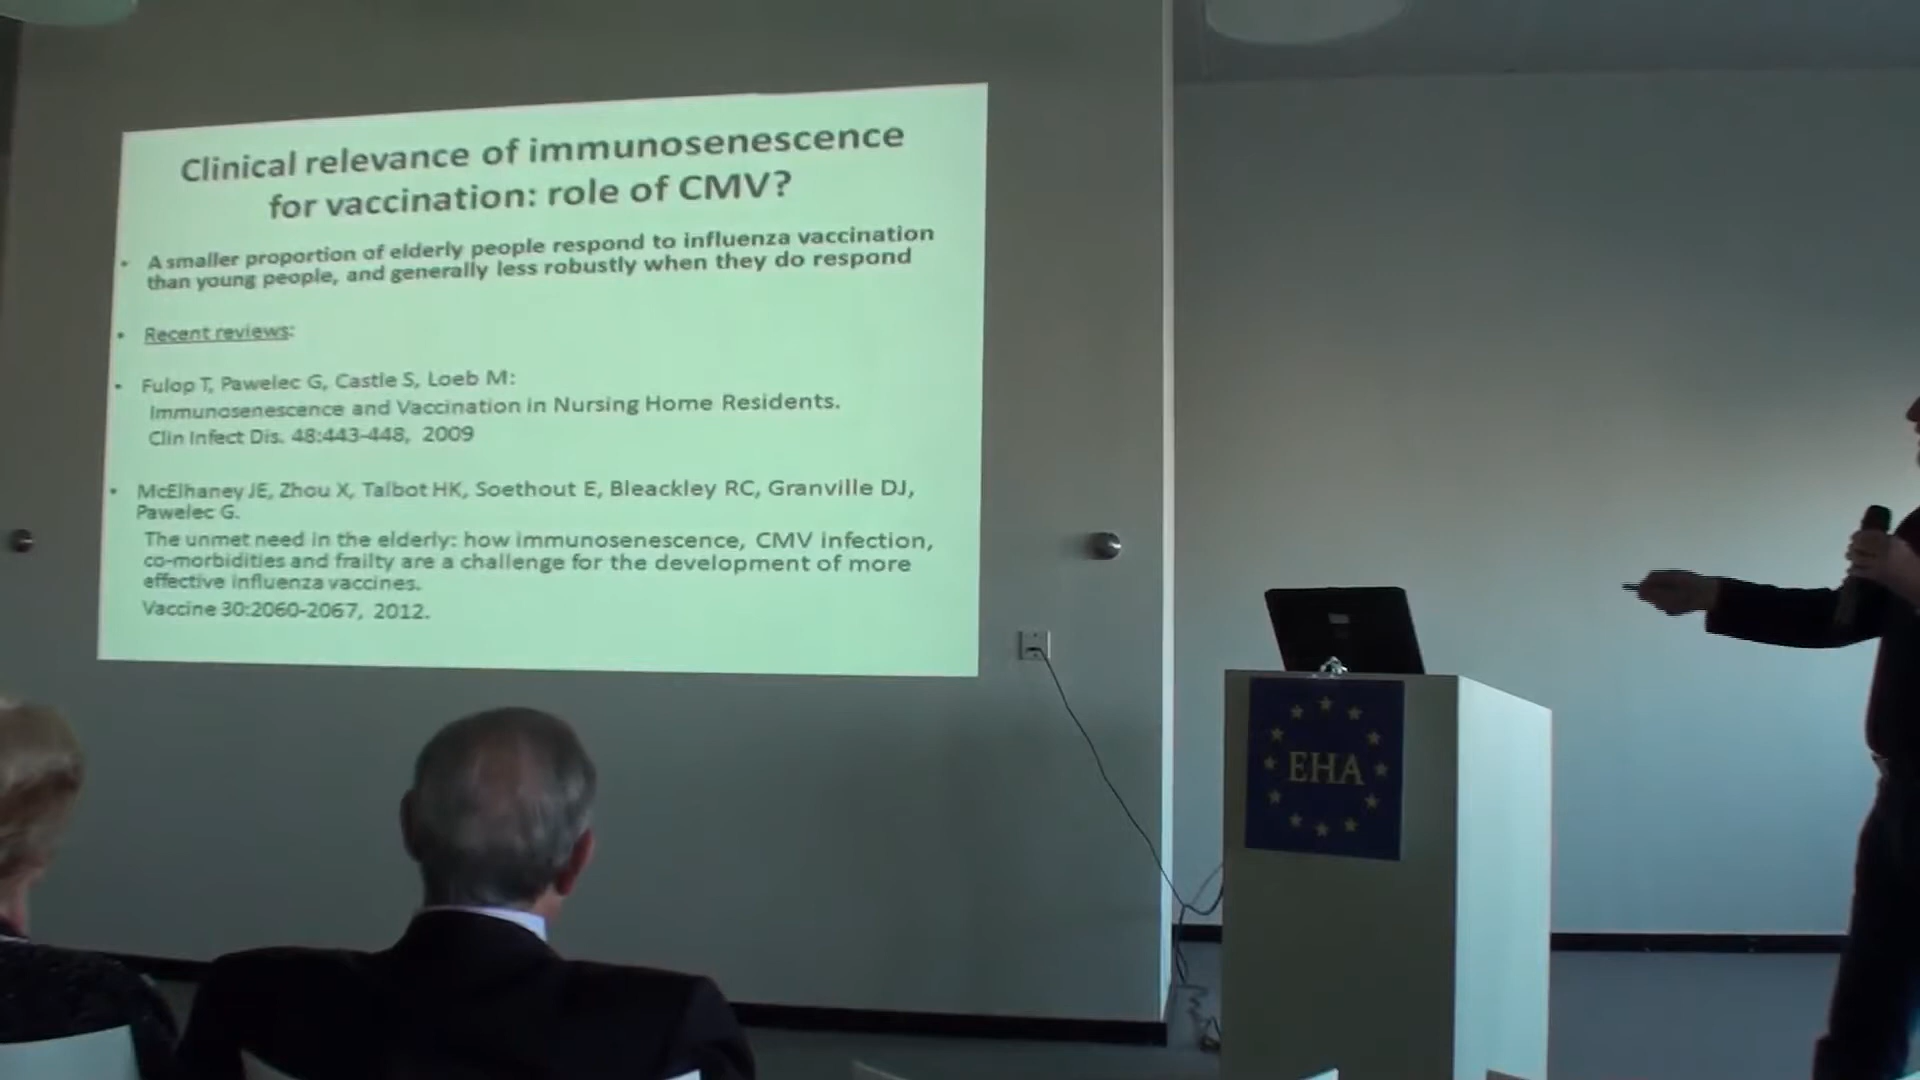 Clinical relevance of immunosenescence
for vaccination: role of CMV?
• A smaller proportion of elderly people respond to influenza vaccination
than young people, and generally less robustly when they do respond
• Recent reviews:
• Fulop T, Pawelec G, Castle S, Loeb M:
Immunosenescence and Vaccination in Nursing Home Residents.
Clin Infect Dis. 48:443-448, 2009
• McElhaney JE, Zhou X, Talbot HK, Soethout E, Bleackley RC, Granville DJ,
Pawelec G.
The unmet need in the elderly: how immunosenescence, CMV infection,
co-morbidities and frailty are a challenge for the development of more
effective influenza vaccines.
Vaccine 30:2060-2067, 2012.
EHA